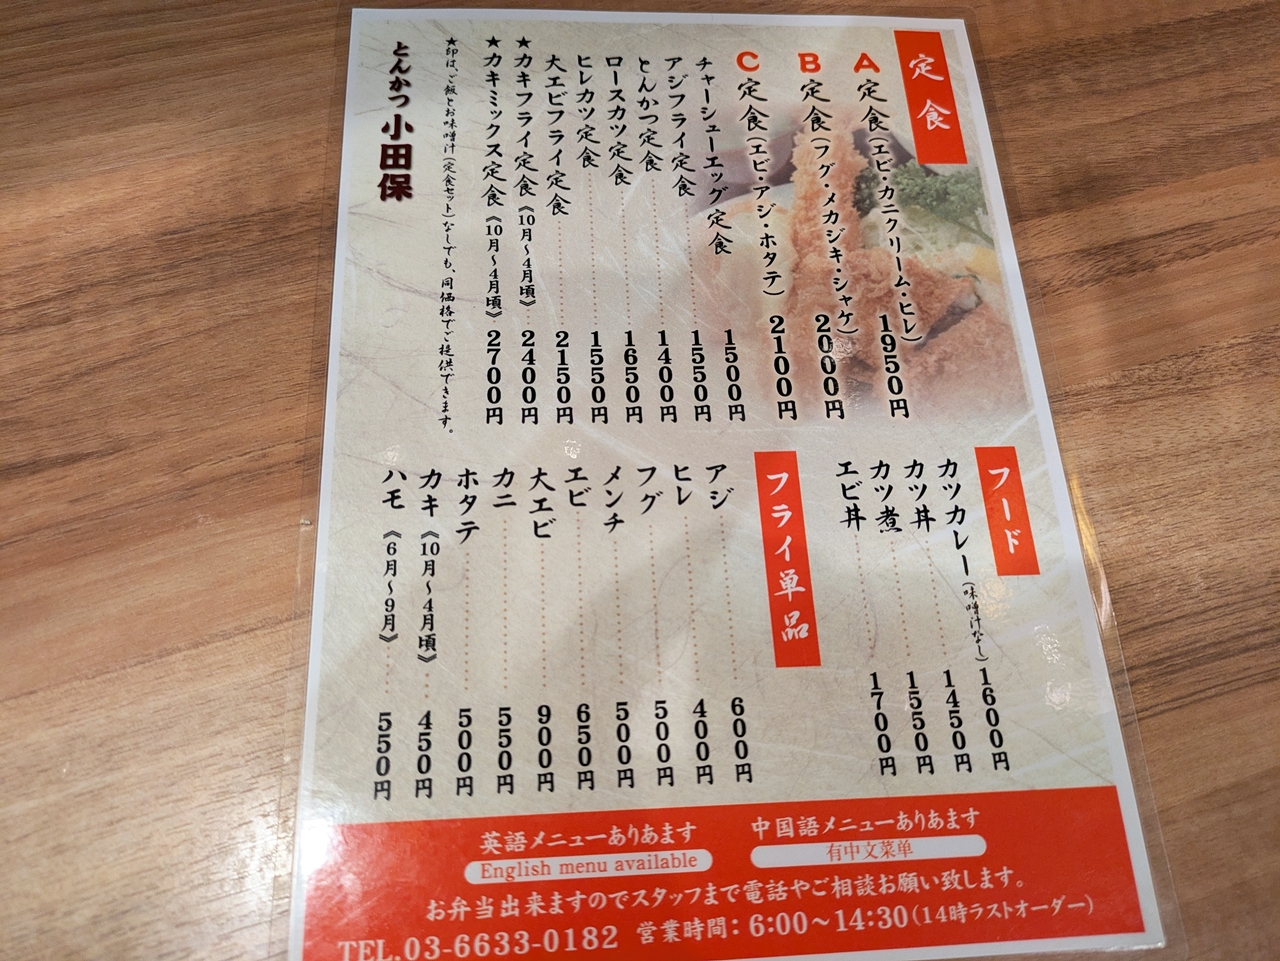 定食
A定食(エビ・カニクリーム・ヒレ) 1950円
B定食(フグ・メカジキ・シャケ) 2000円
C定食(エビ・アジ・ホタテ) 2100円
チャーシューエッグ定食 1500円
アジフライ定食 1550円
とんかつ定食 1400円
ロースカツ定食 1650円
ヒレカツ定食 1550円
大エビフライ定食 2150円
★カキフライ定食《10月〜4月頃》 2400円
★カキミックス定食《10月〜4月頃》 2700円
★印は、ご飯とお味噌汁(定食セット)なしでも、同価格でご提供できます。
とんかつ 小田保
フード
カツカレー(味噌汁なし) 1600円
カツ丼 1450円
カツ煮 1550円
エビ丼 1700円
フライ単品
アジ 600円
ヒレ 400円
フグ 500円
メンチ 500円
エビ 650円
大エビ 900円
カニ 550円
ホタテ 500円
カキ《10月〜4月頃》 450円
ハモ《6月〜9月》 550円
英語メニューありあます
English menu available
中国語メニューありあます
有中文菜单
お弁当出来ますのでスタッフまで電話やご相談お願い致します。
TEL.03-6633-0182 営業時間：6:00〜14:30(14時ラストオーダー)